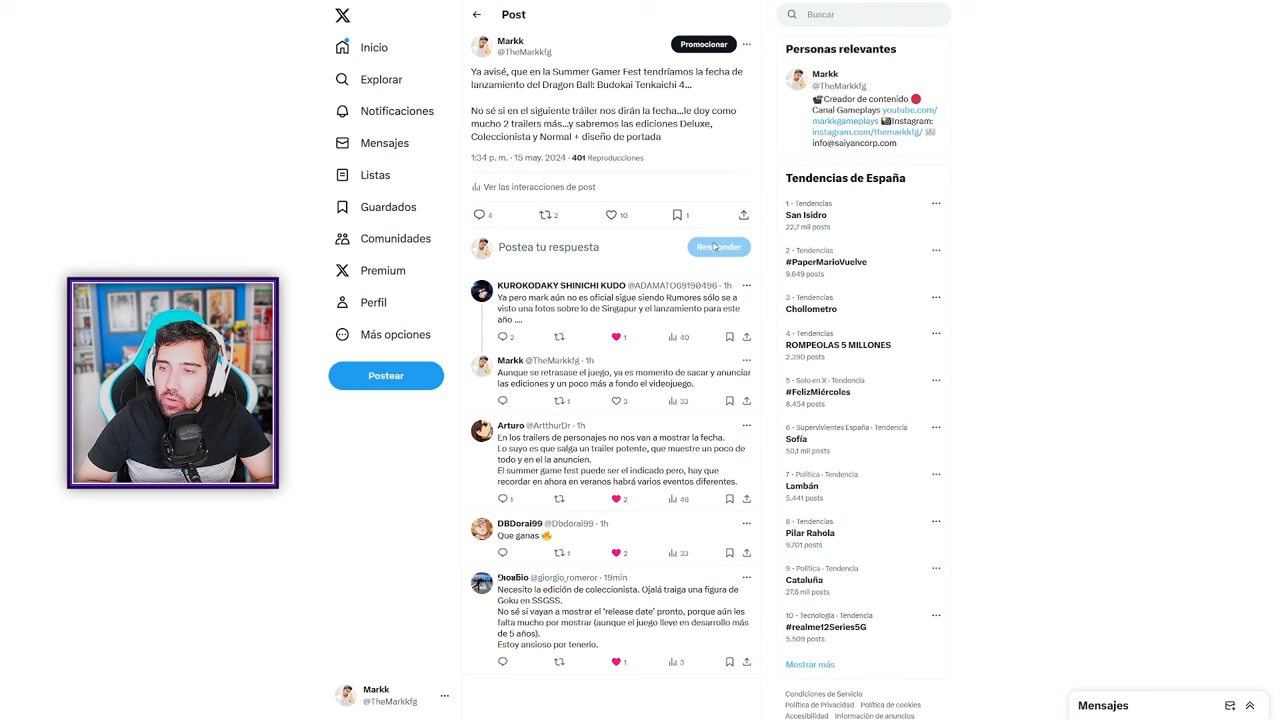 Inicio
Explorar
Notificaciones
Mensajes
Listas
Guardados
Comunidades
Premium
Perfil
Más opciones
Postear
Markk
@TheMarkkfg
Post
Markk
@TheMarkkfg
Promocionar
Ya avisé, que en la Summer Gamer Fest tendríamos la fecha de
lanzamiento del Dragon Ball: Budokai Tenkaichi 4...
No sé si en el siguiente tráiler nos dirán la fecha...le doy como
mucho 2 trailers más...y sabremos las ediciones Deluxe,
Coleccionista y Normal + diseño de portada
1:34 p. m. · 15 may. 2024 · 401 Reproducciones
Ver las interacciones de post
4 2 10 1
Postea tu respuesta
Responder
KUROKODAKY SHINICHI KUDO @ADAMATO69190496 · 1h
Ya pero mark aún no es oficial sigue siendo Rumores sólo se a
visto una fotos sobre lo de Singapur y el lanzamiento para este
año ....
2 1 40
Markk @TheMarkkfg · 1h
Aunque se retrasase el juego, ya es momento de sacar y anunciar
las ediciones y un poco más a fondo el videojuego.
1 3 33
Arturo @ArtthurDr · 1h
En los trailers de personajes no nos van a mostrar la fecha.
Lo suyo es que salga un trailer potente, que muestre un poco de
todo y en el la anuncien.
El summer game fest puede ser el indicado pero, hay que
recordar en ahora en veranos habrá varios eventos diferentes.
1 2 46
DBDorai99 @Dbdorai99 · 1h
Que ganas 🔥
1 2 33
@giorgio_romeror · 19min
Necesito la edición de coleccionista. Ojalá traiga una figura de
Goku en SSGSS.
No sé si vayan a mostrar el 'release date' pronto, porque aún les
falta mucho por mostrar (aunque el juego lleve en desarrollo más
de 5 años).
Estoy ansioso por tenerlo.
1 3
Buscar
Personas relevantes
Markk
@TheMarkkfg
Creador de contenido 🔴
Canal Gameplays youtube.com/
markkgameplays 📸Instagram:
instagram.com/themarkkfg/ 📨
info@saiyancorp.com
Tendencias de España
1 · Tendencias
San Isidro
22,7 mil posts
2 · Tendencias
#PaperMarioVuelve
9.649 posts
3 · Tendencias
Chollometro
4 · Tendencias
ROMPEOLAS 5 MILLONES
2.390 posts
5 · Solo en X · Tendencia
#FelizMiércoles
8.454 posts
6 · Supervivientes España · Tendencia
Sofía
50,1 mil posts
7 · Política · Tendencia
Lambán
5.441 posts
8 · Tendencias
Pilar Rahola
9.701 posts
9 · Política · Tendencia
Cataluña
27,6 mil posts
10 · Tecnología · Tendencia
#realme12Series5G
5.509 posts
Mostrar más
Condiciones de Servicio
Política de Privacidad Política de cookies
Accesibilidad Información de anuncios
Mensajes